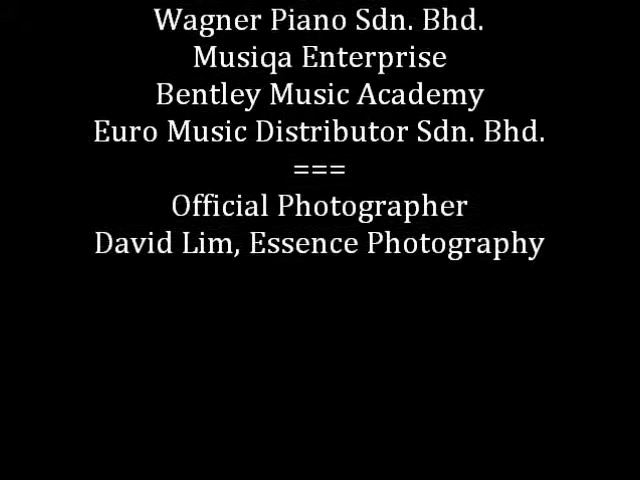 Wagner Piano Sdn. Bhd.
Musiqa Enterprise
Bentley Music Academy
Euro Music Distributor Sdn. Bhd.
===
Official Photographer
David Lim, Essence Photography